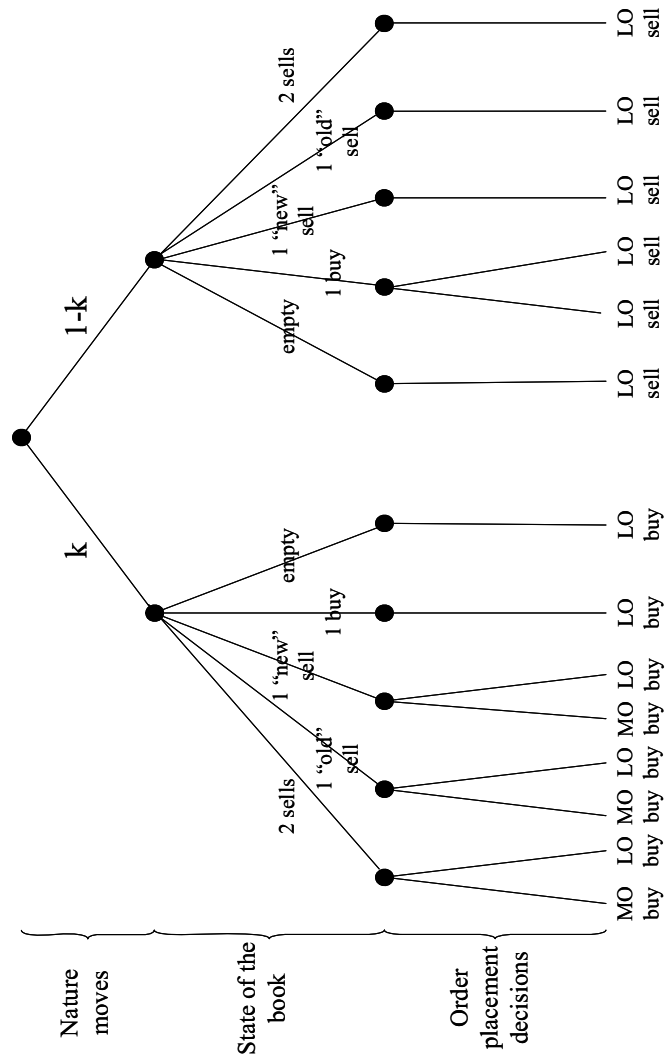 Nature
moves
k
1-k
State of the
book
2 sells
1 “old”
sell
1 “new”
sell
1 buy
empty
empty
1 buy
1 “new”
sell
1 “old”
sell
2 sells
Order
placement
decisions
MO
buy
LO
buy
MO
buy
LO
buy
MO
buy
LO
buy
LO
buy
LO
buy
LO
sell
LO
sell
LO
sell
LO
sell
LO
sell
LO
sell